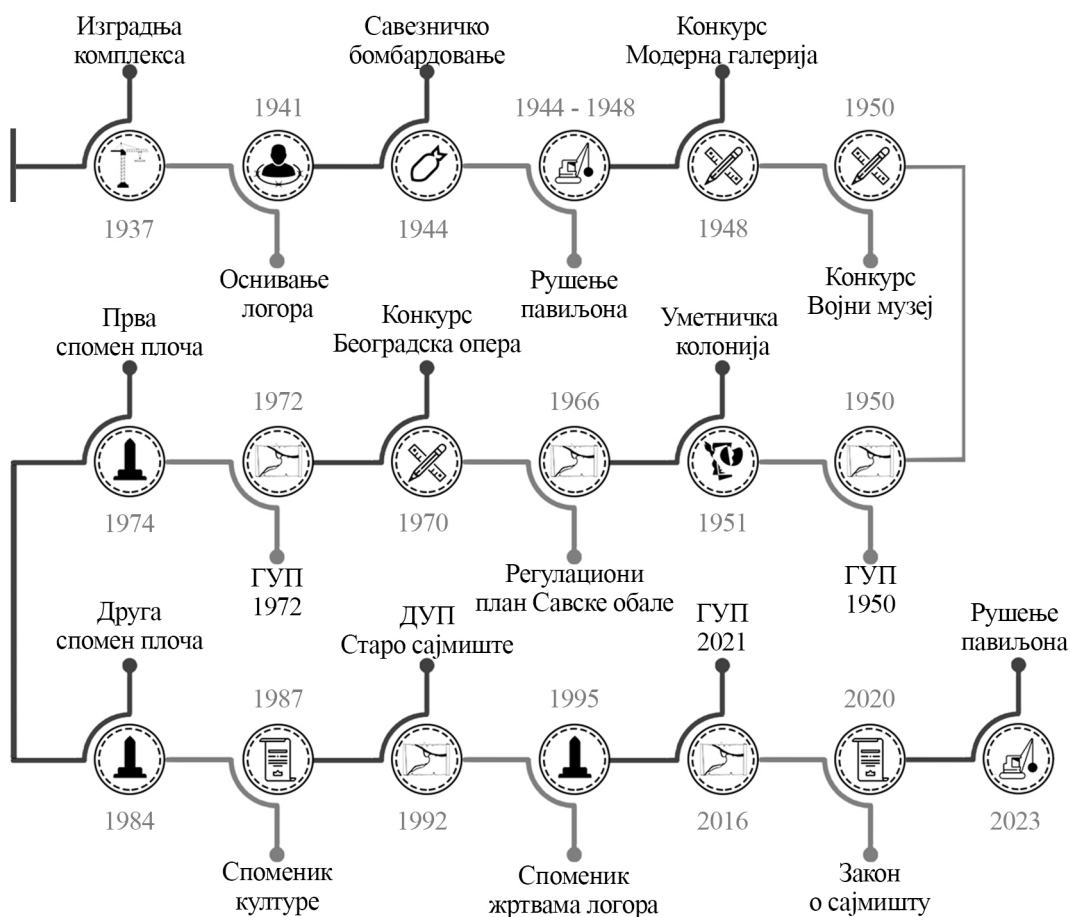 Изградња
комплекса
Савезничко
бомбардовање
Конкурс
Модерна галерија
1941
1944 - 1948
1950
1937
1944
1948
Оснивање
логора
Рушење
павиљона
Конкурс
Војни музеј
Прва
спомен плоча
Конкурс
Београдска опера
Уметничка
колонија
1972
1966
1950
1974
1970
1951
ГУП
1972
Регулациони
план Савске обале
ГУП
1950
Друга
спомен плоча
ДУП
Старо сајмиште
ГУП
2021
Рушење
павиљона
1987
1995
2020
1984
1992
2016
2023
Споменик
културе
Споменик
жртвама логора
Закон
о сајмишту